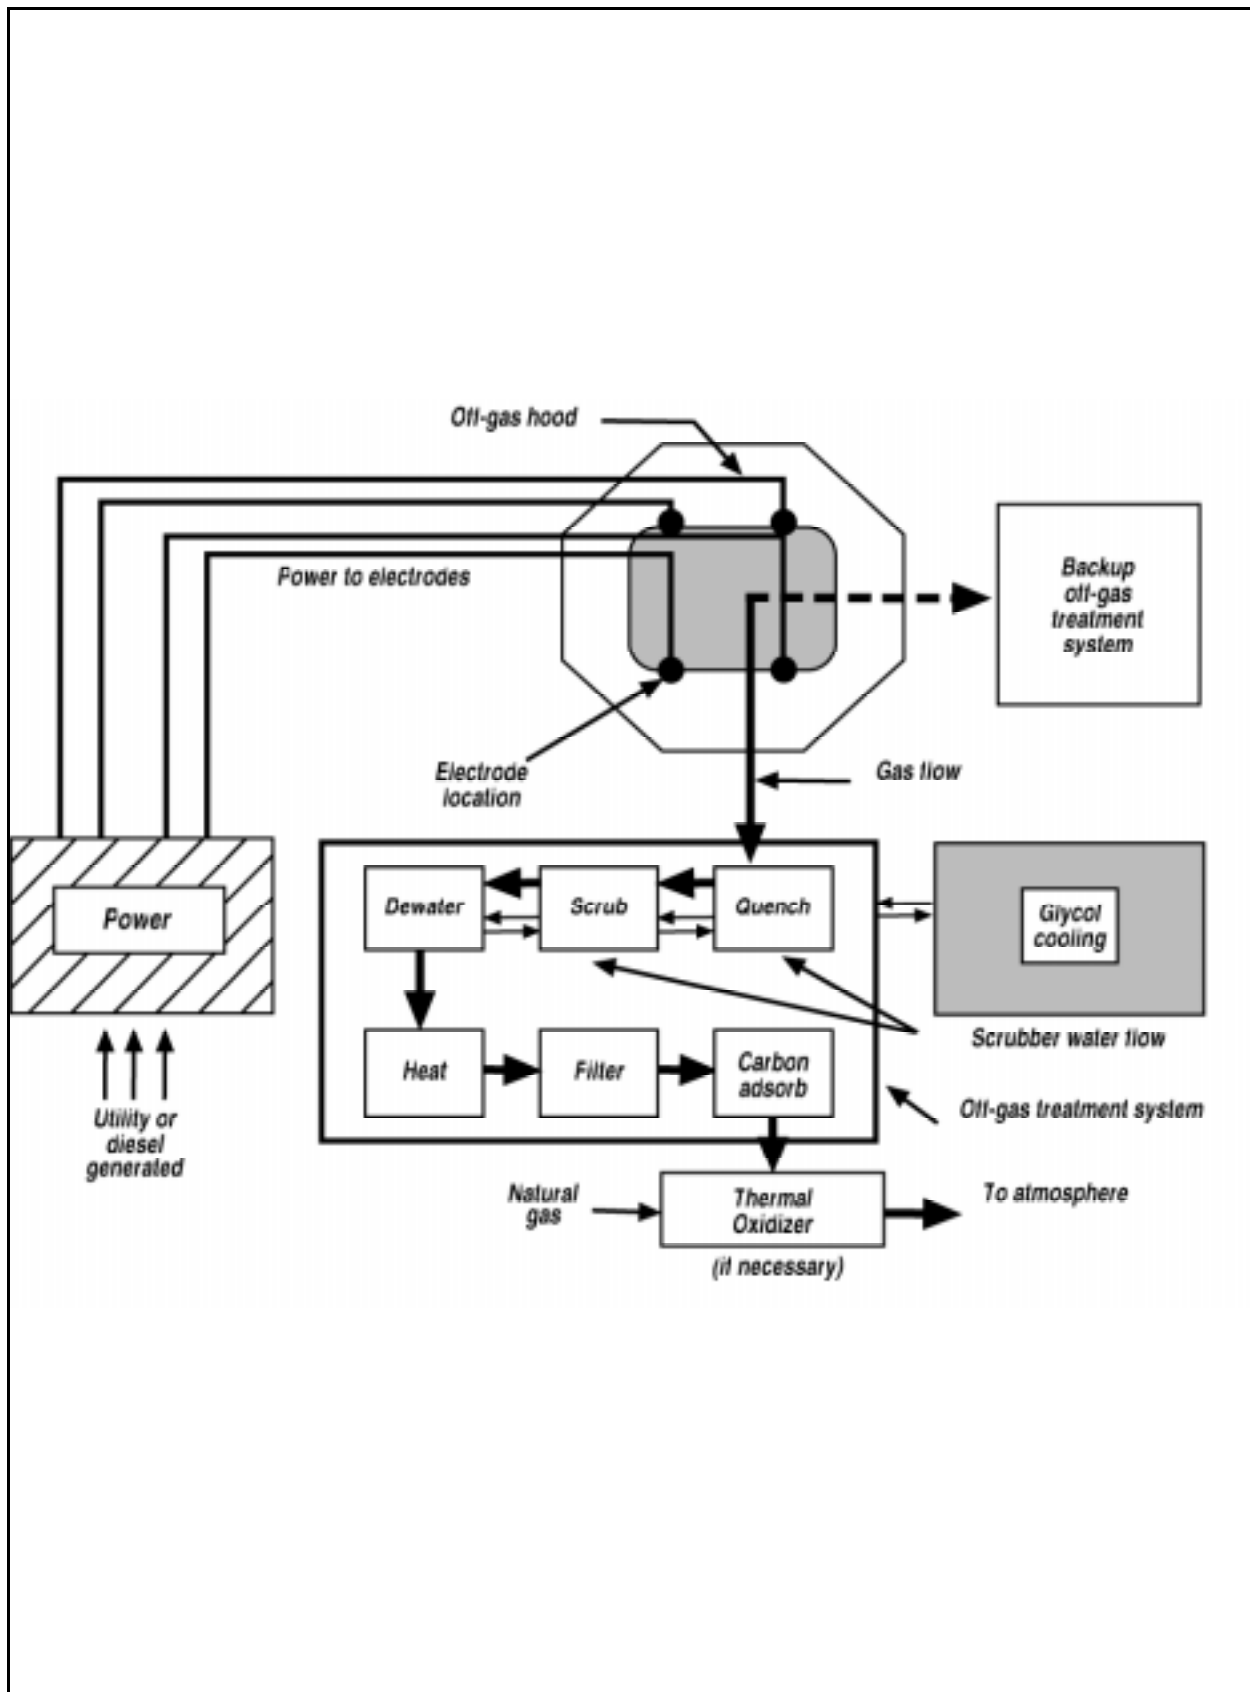 Off-gas hood
Power to electrodes
Backup
off-gas
treatment
system
Electrode
location
Gas flow
Power
Dewater
Scrub
Quench
Glycol
cooling
Scrubber water flow
Heat
Filter
Carbon
adsorb
Off-gas treatment system
Utility or
diesel
generated
Natural
gas
Thermal
Oxidizer
To atmosphere
(if necessary)